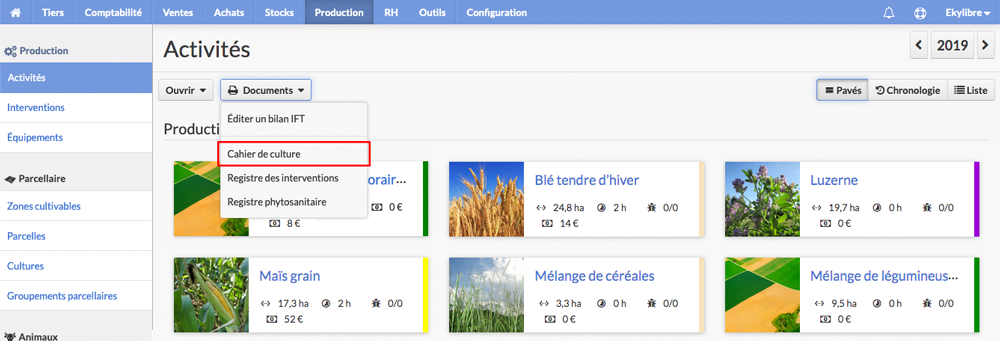 Tiers Comptabilité Ventes Achats Stocks Production RH Outils Configuration Ekylibre
Production
Activités
Interventions
Équipements
Parcellaire
Zones cultivables
Parcelles
Cultures
Groupements parcellaires
Animaux
Activités
2019
Ouvrir Documents Pavés Chronologie Liste
Éditer un bilan IFT
Cahier de culture
Registre des interventions
Registre phytosanitaire
Producti
orair...
0 €
8 €
Blé tendre d'hiver
24,8 ha 2 h 0/0
14 €
Luzerne
19,7 ha 0 h 0/0
0 €
Maïs grain
17,3 ha 2 h 0/0
52 €
Mélange de céréales
3,3 ha 0 h 0/0
0 €
Mélange de légumineus...
9,5 ha 0 h 0/0
0 €